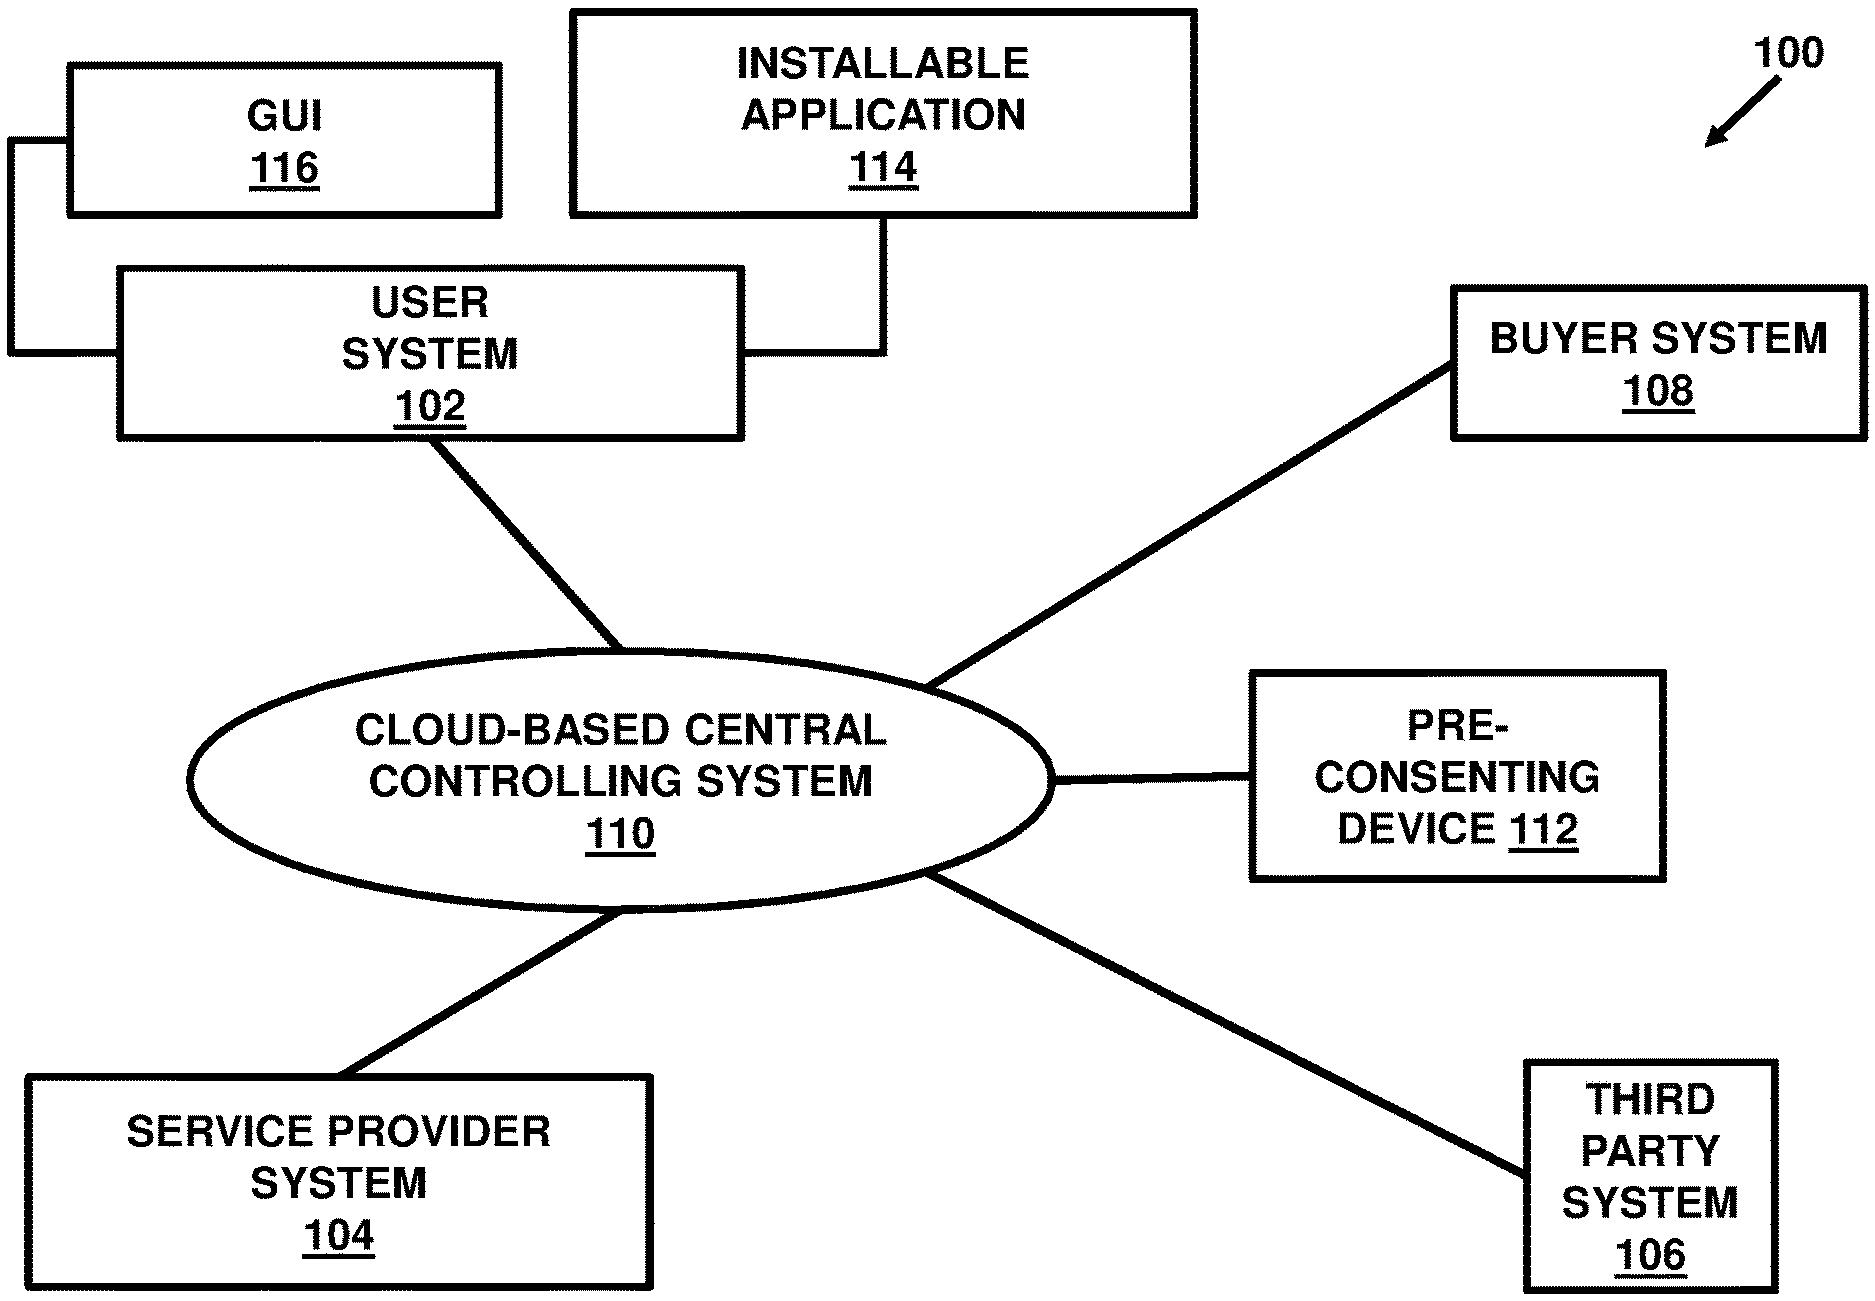 100
GUI
116
INSTALLABLE
APPLICATION
114
USER
SYSTEM
102
BUYER SYSTEM
108
CLOUD-BASED CENTRAL
CONTROLLING SYSTEM
110
PRE-
CONSENTING
DEVICE 112
SERVICE PROVIDER
SYSTEM
104
THIRD
PARTY
SYSTEM
106